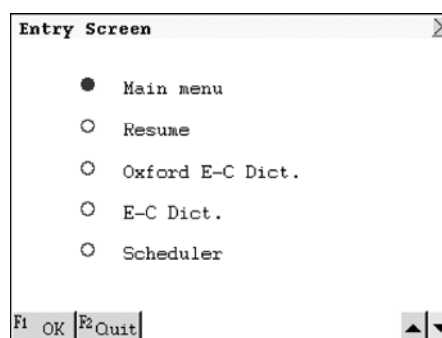 Entry Screen
Main menu
Resume
Oxford E-C Dict.
E-C Dict.
Scheduler
F1 OK F2 Quit